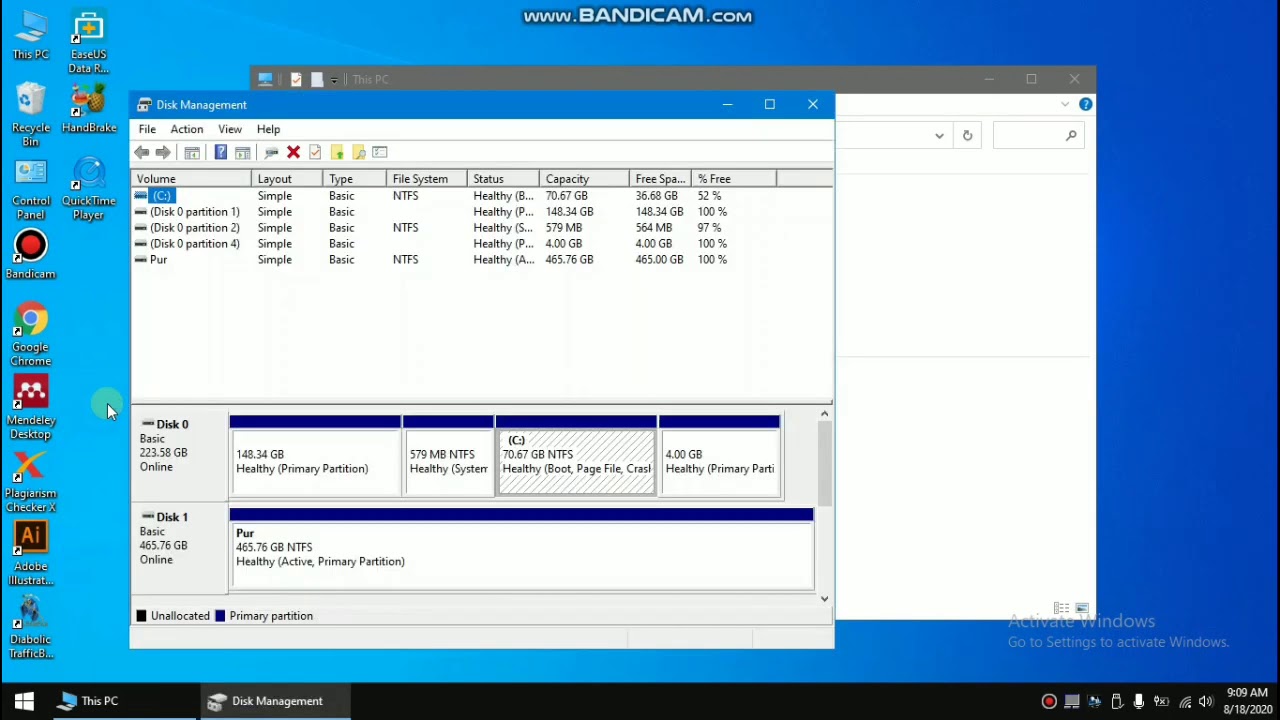 www.BANDICAM.com
This PC
EaseUS
Data R...
Recycle
Bin
HandBrake
Control
Panel
QuickTime
Player
Bandicam
Google
Chrome
Mendeley
Desktop
Plagiarism
Checker X
Adobe
Illustrat...
Diabolic
TrafficB...
This PC
Disk Management
File Action View Help
Volume Layout Type File System Status Capacity Free Spa... % Free
(C:) Simple Basic NTFS Healthy (B... 70.67 GB 36.68 GB 52 %
(Disk 0 partition 1) Simple Basic Healthy (P... 148.34 GB 148.34 GB 100 %
(Disk 0 partition 2) Simple Basic NTFS Healthy (S... 579 MB 564 MB 97 %
(Disk 0 partition 4) Simple Basic Healthy (P... 4.00 GB 4.00 GB 100 %
Pur Simple Basic NTFS Healthy (A... 465.76 GB 465.00 GB 100 %
Disk 0
Basic
223.58 GB
Online
148.34 GB
Healthy (Primary Partition)
579 MB NTFS
Healthy (System
(C:)
70.67 GB NTFS
Healthy (Boot, Page File, Crasl
4.00 GB
Healthy (Primary Parti
Disk 1
Basic
465.76 GB
Online
Pur
465.76 GB NTFS
Healthy (Active, Primary Partition)
Unallocated Primary partition
Activate Windows
Go to Settings to activate Windows.
This PC
Disk Management
9:09 AM
8/18/2020